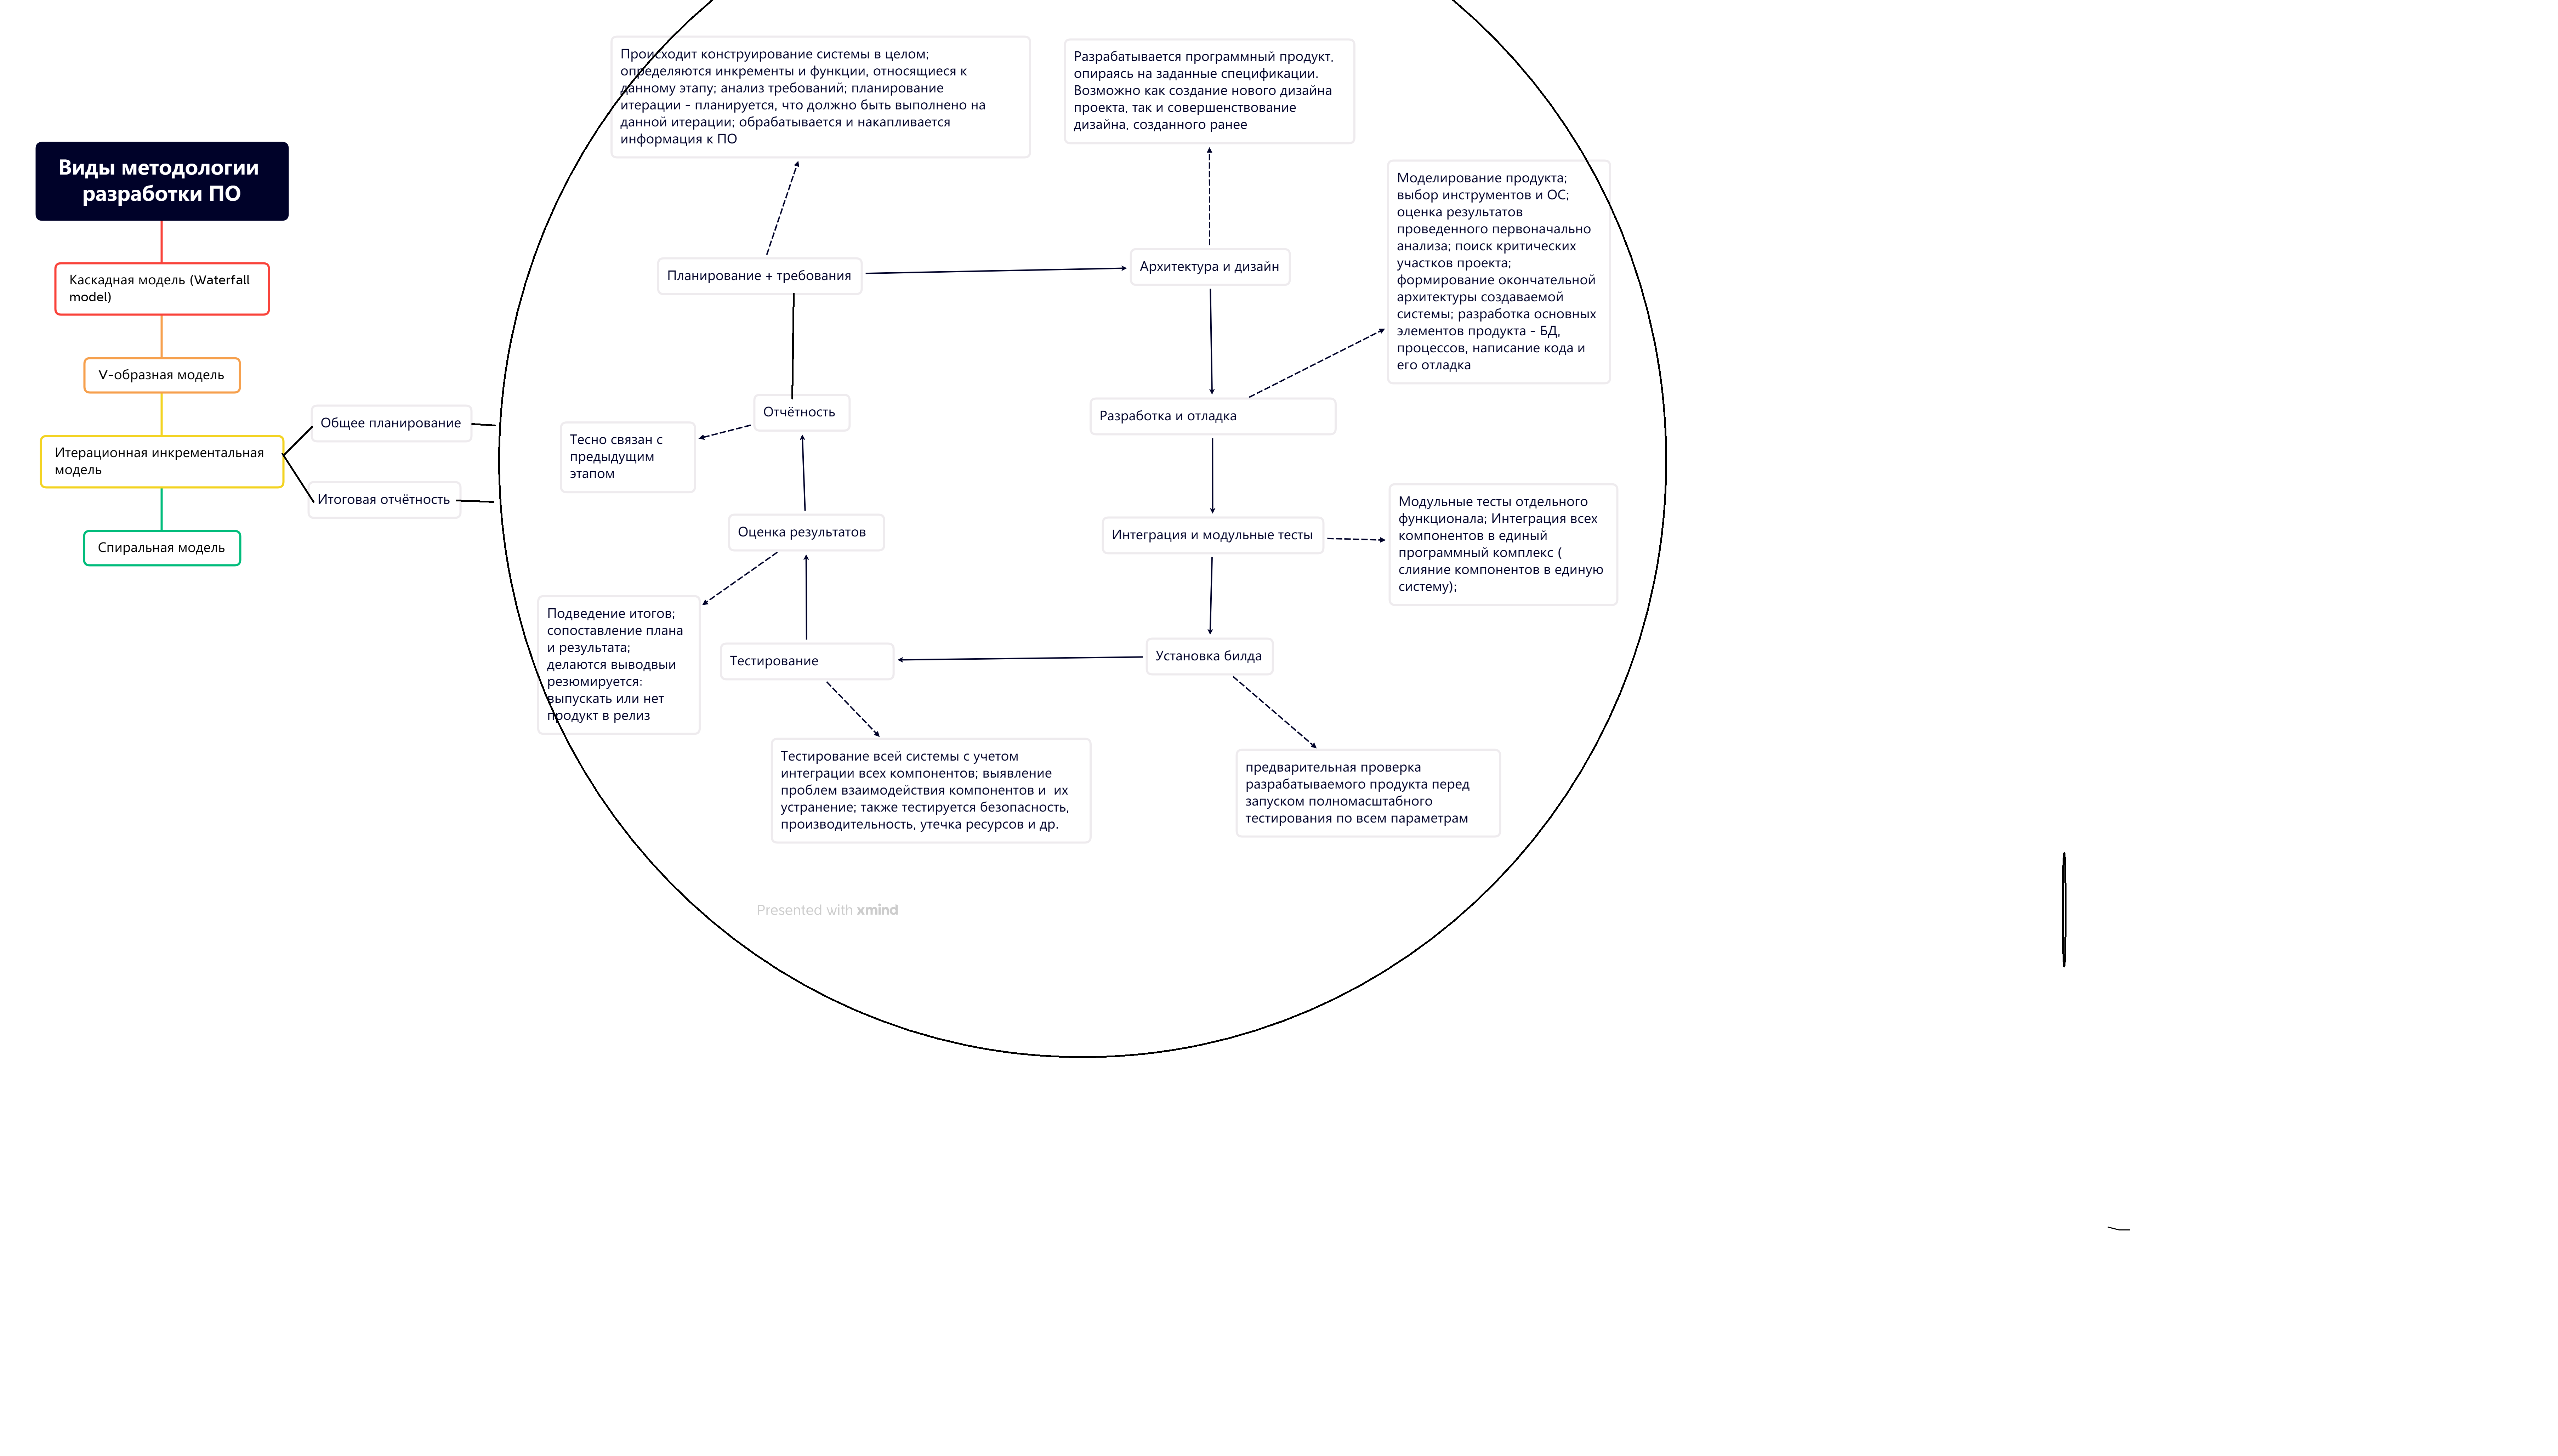 Виды методологии
разработки ПО
Каскадная модель (Waterfall
model)
V-образная модель
Итерационная инкрементальная
модель
Спиральная модель
Общее планирование
Итоговая отчётность
Происходит конструирование системы в целом;
определяются инкременты и функции, относящиеся к
данному этапу; анализ требований; планирование
итерации - планируется, что должно быть выполнено на
данной итерации; обрабатывается и накапливается
информация к ПО
Разрабатывается программный продукт,
опираясь на заданные спецификации.
Возможно как создание нового дизайна
проекта, так и совершенствование
дизайна, созданного ранее
Моделирование продукта;
выбор инструментов и ОС;
оценка результатов
проведенного первоначально
анализа; поиск критических
участков проекта;
формирование окончательной
архитектуры создаваемой
системы; разработка основных
элементов продукта - БД,
процессов, написание кода и
его отладка
Планирование + требования
Архитектура и дизайн
Отчётность
Разработка и отладка
Тесно связан с
предыдущим
этапом
Оценка результатов
Интеграция и модульные тесты
Модульные тесты отдельного
функционала; Интеграция всех
компонентов в единый
программный комплекс (
слияние компонентов в единую
систему);
Подведение итогов;
сопоставление плана
и результата;
делаются выводвыи
резюмируется:
выпускать или нет
продукт в релиз
Тестирование
Установка билда
Тестирование всей системы с учетом
интеграции всех компонентов; выявление
проблем взаимодействия компонентов и  их
устранение; также тестируется безопасность,
производительность, утечка ресурсов и др.
предварительная проверка
разрабатываемого продукта перед
запуском полномасштабного
тестирования по всем параметрам
Presented with xmind